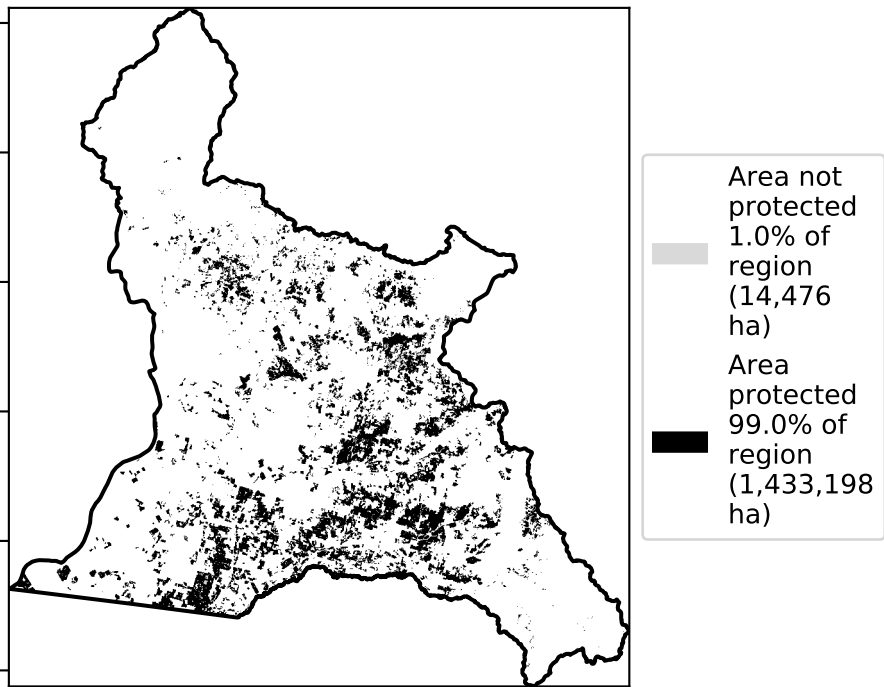 Area not
protected
1.0% of
region
(14,476
ha)
Area
protected
99.0% of
region
(1,433,198
ha)